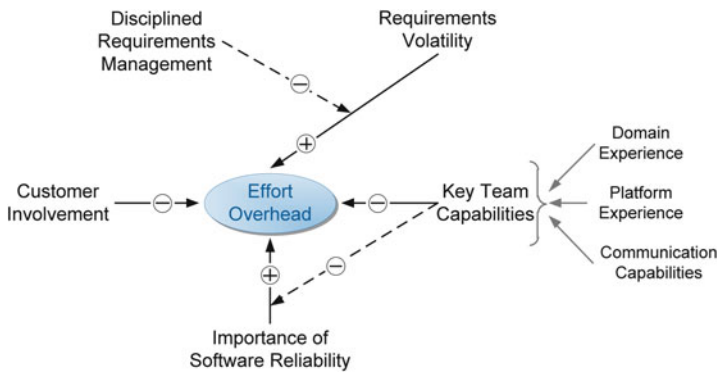 Disciplined
Requirements
Management
Requirements
Volatility
−
+
Domain
Experience
Customer
Involvement
−
Effort
Overhead
−
Key Team
Capabilities
Platform
Experience
+
−
Communication
Capabilities
Importance of
Software Reliability